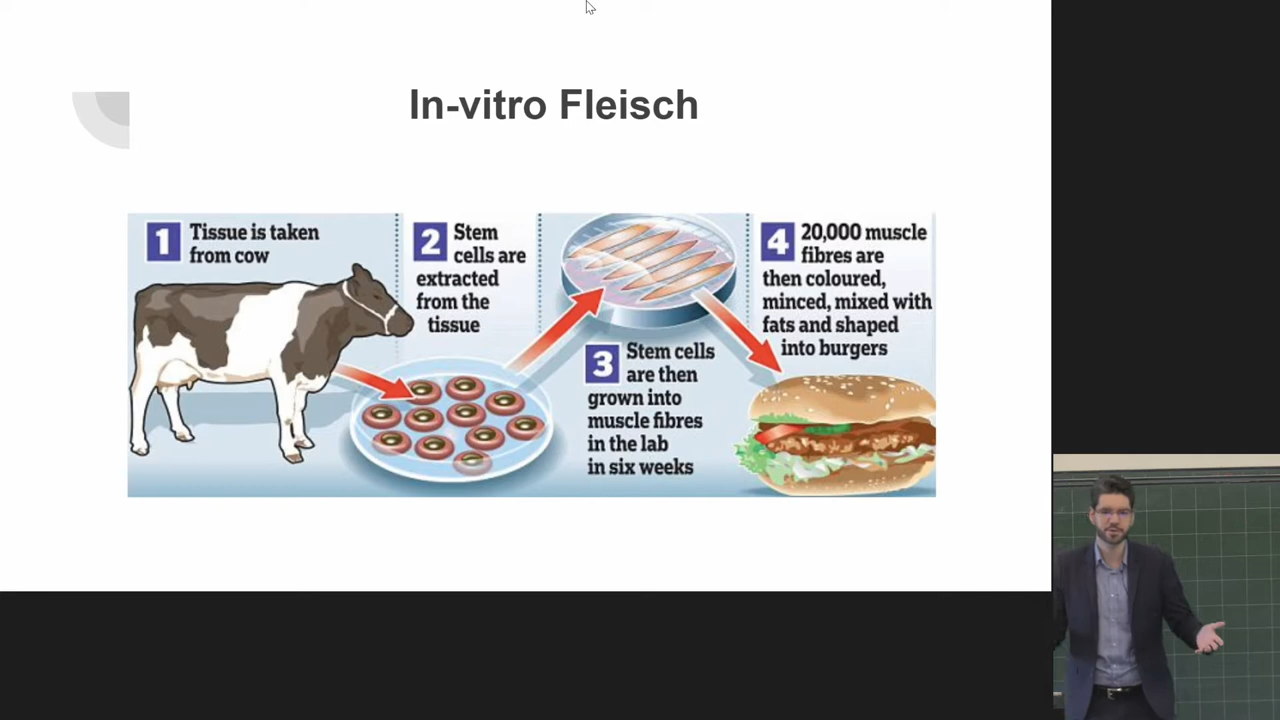 In-vitro Fleisch
1 Tissue is taken
from cow
2 Stem
cells are
extracted
from the
tissue
3 Stem cells
are then
grown into
muscle fibres
in the lab
in six weeks
4 20,000 muscle
fibres are
then coloured,
minced, mixed with
fats and shaped
into burgers